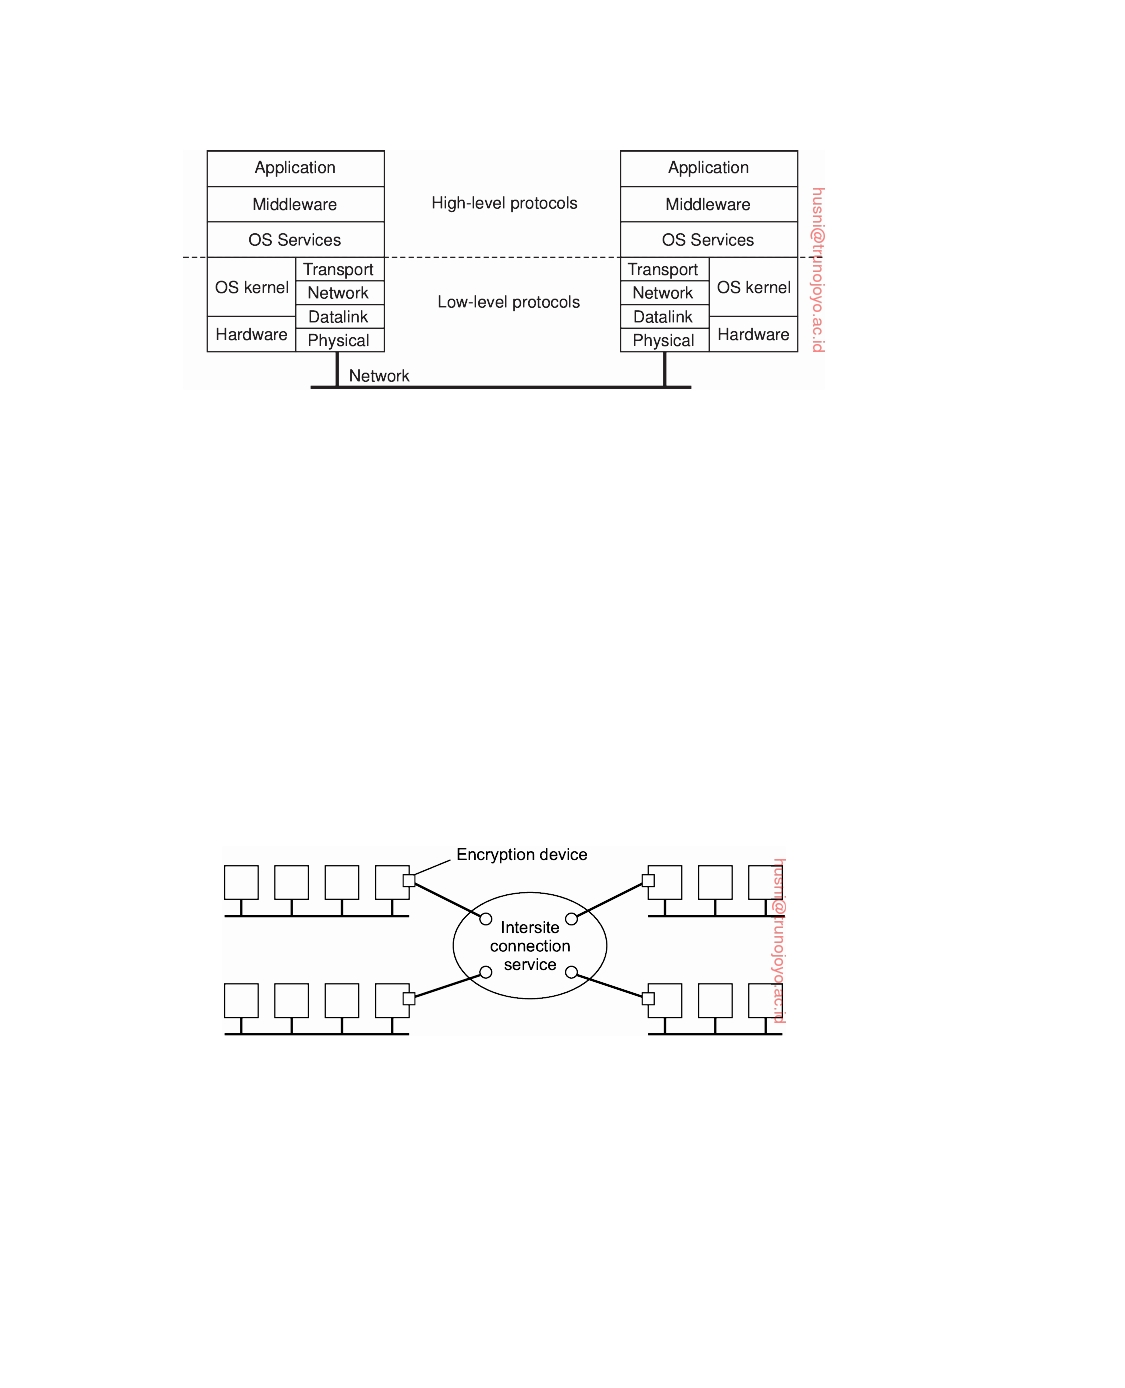 Application
Middleware
OS Services
OS kernel
Hardware
Transport
Network
Datalink
Physical
High-level protocols
Low-level protocols
Application
Middleware
OS Services
Transport
Network
Datalink
Physical
OS kernel
Hardware
Network
husni@trunojoyo.ac.id
Encryption device
Intersite
connection
service
husni@trunojoyo.ac.id